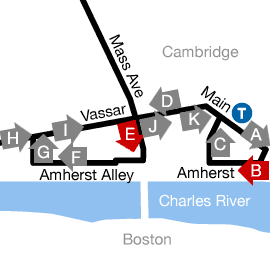 Mass Ave
Cambridge
Main
T
Vassar
D
K
A
H
I
E
J
C
G
F
B
Amherst Alley
Amherst
Charles River
Boston